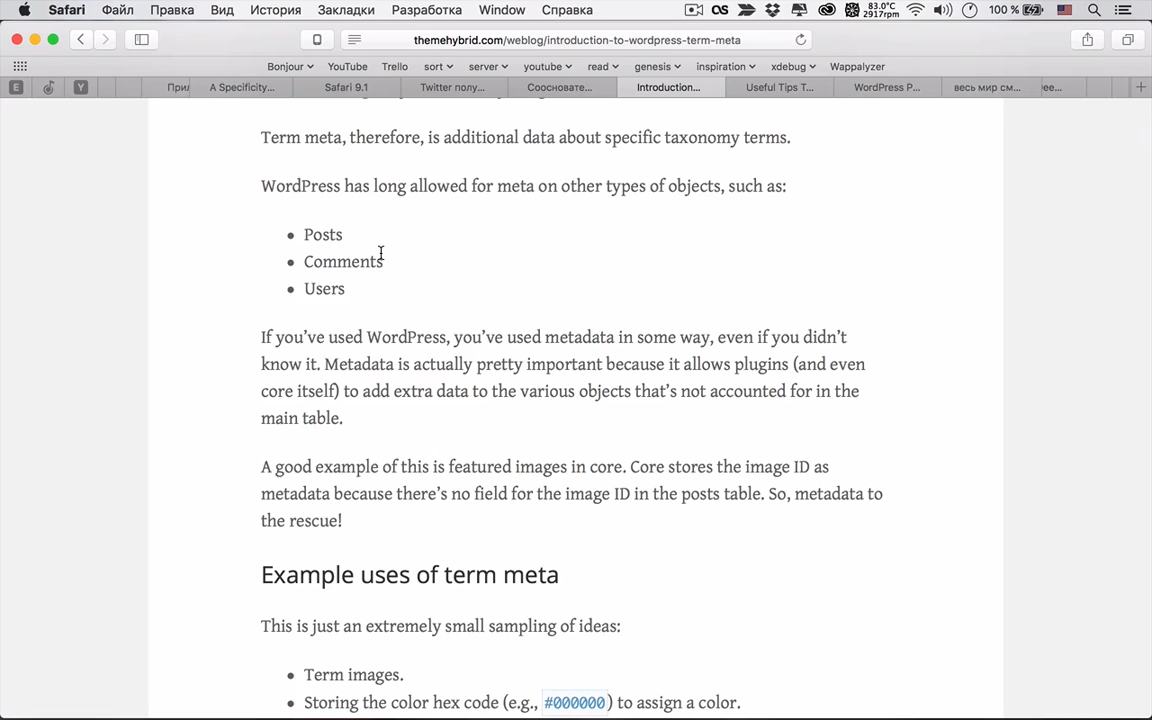 Safari Файл Правка Вид История Закладки Разработка Window Справка 83.0°C 2917rpm 100 %
themehybrid.com/weblog/introduction-to-wordpress-term-meta
Bonjour YouTube Trello sort server youtube read genesis inspiration xdebug Wappalyzer
E Y При A Specificity... Safari 9.1 Twitter полу... Сооснователе... Introduction... Useful Tips T... WordPress P... весь мир см... ее...
Term meta, therefore, is additional data about specific taxonomy terms.
WordPress has long allowed for meta on other types of objects, such as:
• Posts
• Comments
• Users
If you’ve used WordPress, you’ve used metadata in some way, even if you didn’t
know it. Metadata is actually pretty important because it allows plugins (and even
core itself) to add extra data to the various objects that’s not accounted for in the
main table.
A good example of this is featured images in core. Core stores the image ID as
metadata because there’s no field for the image ID in the posts table. So, metadata to
the rescue!
Example uses of term meta
This is just an extremely small sampling of ideas:
• Term images.
• Storing the color hex code (e.g., #000000) to assign a color.